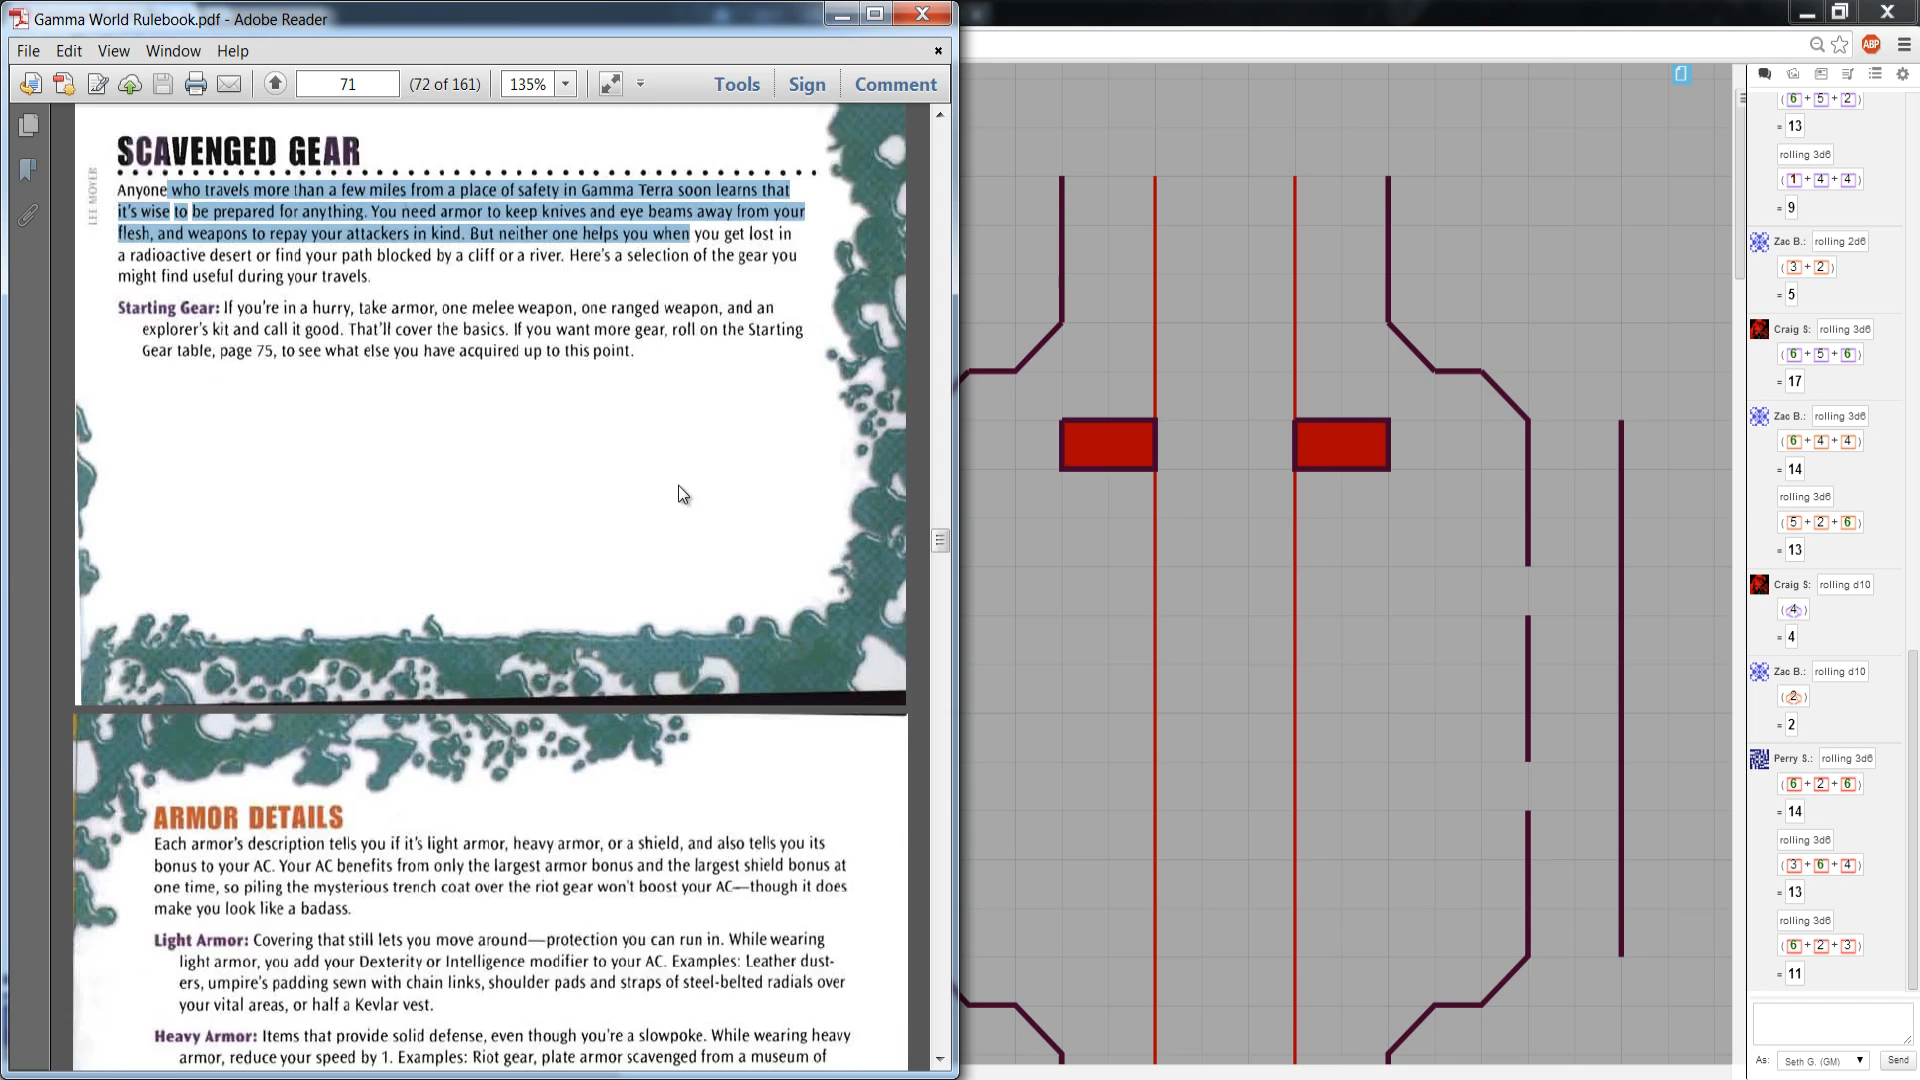 Gamma World Rulebook.pdf - Adobe Reader
File Edit View Window Help
71 (72 of 161) 135% Tools Sign Comment
SCAVENGED GEAR
LEE MOYER
Anyone who travels more than a few miles from a place of safety in Gamma Terra soon learns that
it's wise to be prepared for anything. You need armor to keep knives and eye beams away from your
flesh, and weapons to repay your attackers in kind. But neither one helps you when you get lost in
a radioactive desert or find your path blocked by a cliff or a river. Here's a selection of the gear you
might find useful during your travels.
Starting Gear: If you're in a hurry, take armor, one melee weapon, one ranged weapon, and an
explorer's kit and call it good. That'll cover the basics. If you want more gear, roll on the Starting
Gear table, page 75, to see what else you have acquired up to this point.
ARMOR DETAILS
Each armor's description tells you if it's light armor, heavy armor, or a shield, and also tells you its
bonus to your AC. Your AC benefits from only the largest armor bonus and the largest shield bonus at
one time, so piling the mysterious trench coat over the riot gear won't boost your AC—though it does
make you look like a badass.
Light Armor: Covering that still lets you move around—protection you can run in. While wearing
light armor, you add your Dexterity or Intelligence modifier to your AC. Examples: Leather dust-
ers, umpire's padding sewn with chain links, shoulder pads and straps of steel-belted radials over
your vital areas, or half a Kevlar vest.
Heavy Armor: Items that provide solid defense, even though you're a slowpoke. While wearing heavy
armor, reduce your speed by 1. Examples: Riot gear, plate armor scavenged from a museum of
ABP
(6+5+2)
= 13
rolling 3d6
(1+4+4)
= 9
Zac B.: rolling 2d6
(3+2)
= 5
Craig S: rolling 3d6
(6+5+6)
= 17
Zac B.: rolling 3d6
(6+4+4)
= 14
rolling 3d6
(5+2+6)
= 13
Craig S: rolling d10
(4)
= 4
Zac B.: rolling d10
(2)
= 2
Perry S.: rolling 3d6
(6+2+6)
= 14
rolling 3d6
(3+6+4)
= 13
rolling 3d6
(6+2+3)
= 11
As: Seth G. (GM) Send